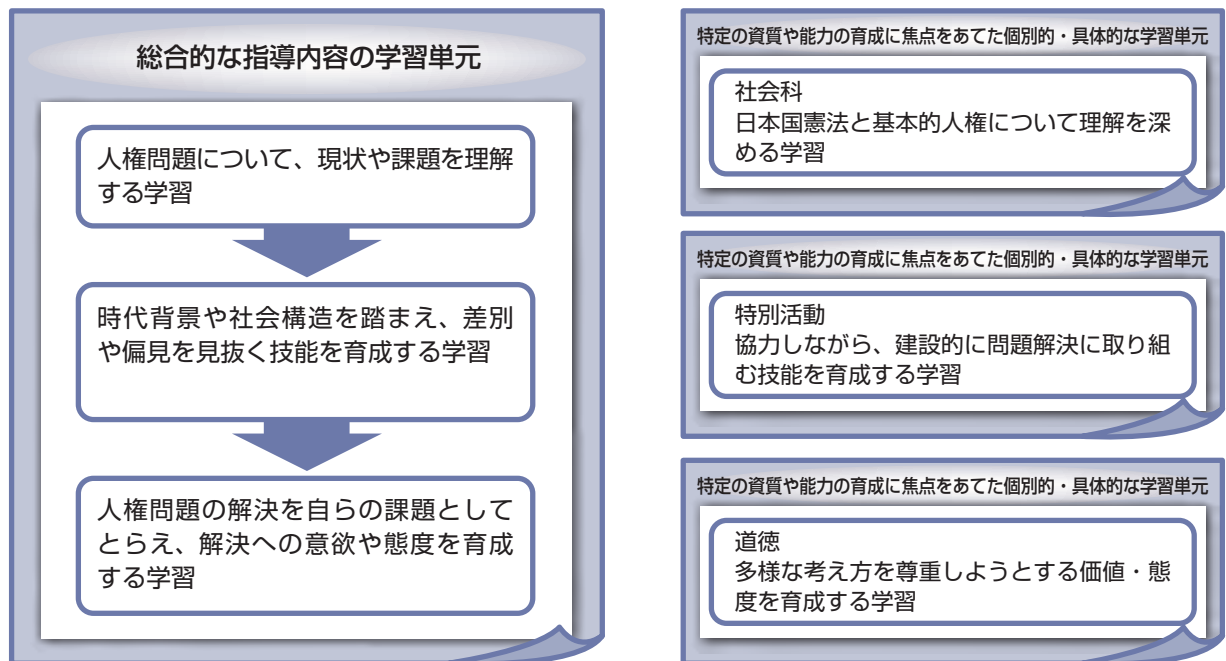 総合的な指導内容の学習単元
人権問題について、現状や課題を理解
する学習
時代背景や社会構造を踏まえ、差別
や偏見を見抜く技能を育成する学習
人権問題の解決を自らの課題として
とらえ、解決への意欲や態度を育成
する学習
特定の資質や能力の育成に焦点をあてた個別的・具体的な学習単元
社会科
日本国憲法と基本的人権について理解を深
める学習
特定の資質や能力の育成に焦点をあてた個別的・具体的な学習単元
特別活動
協力しながら、建設的に問題解決に取り組
む技能を育成する学習
特定の資質や能力の育成に焦点をあてた個別的・具体的な学習単元
道徳
多様な考え方を尊重しようとする価値・態
度を育成する学習